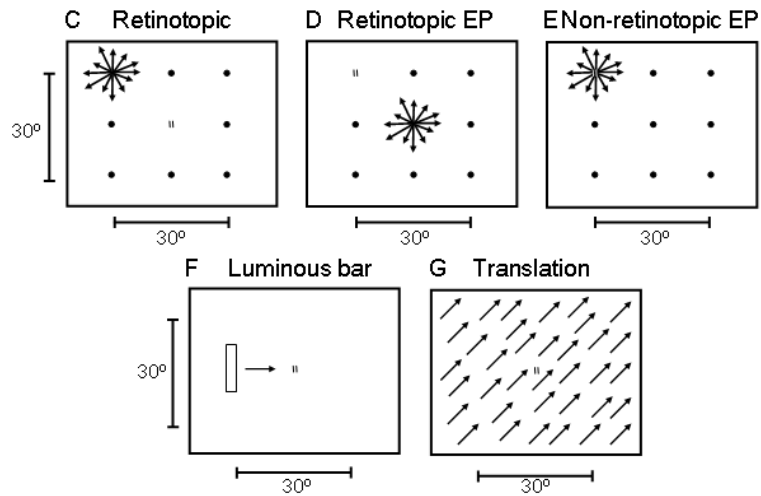 C Retinotopic
D Retinotopic EP
E Non-retinotopic EP
30º
30º
30º
30º
F Luminous bar
G Translation
30º
30º
30º